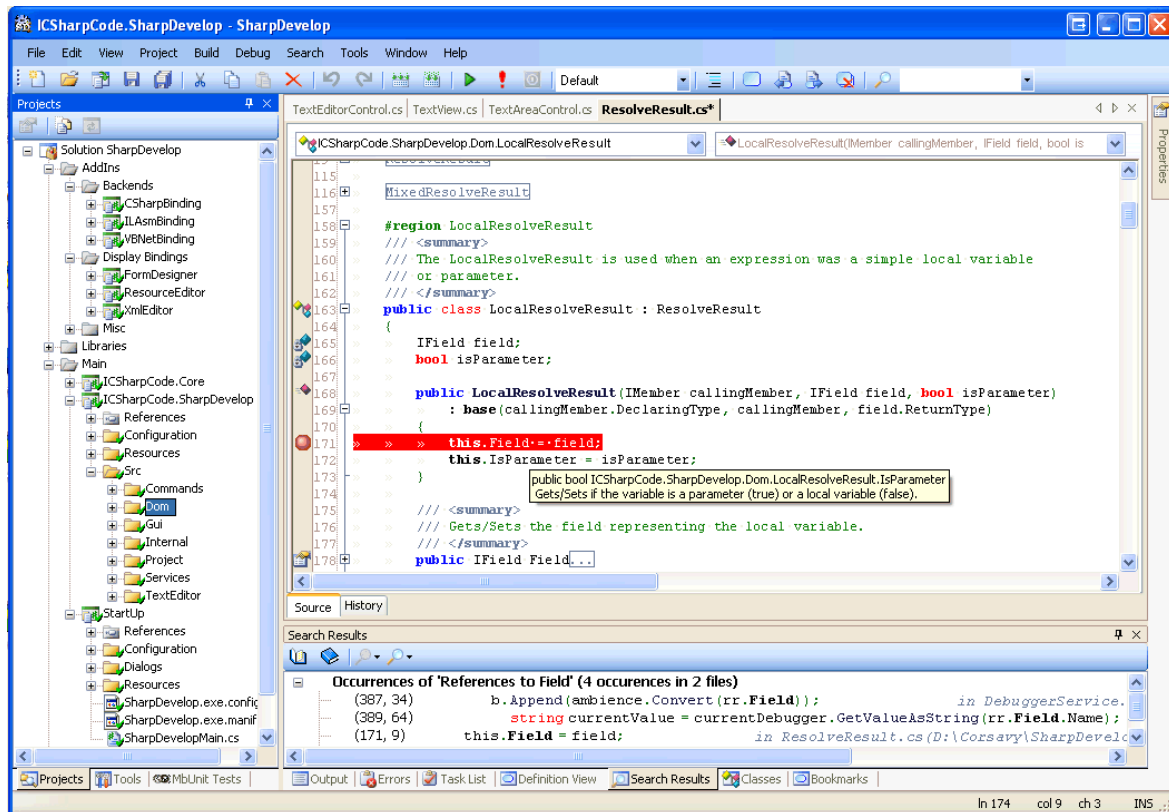 ICSharpCode.SharpDevelop - SharpDevelop
File Edit View Project Build Debug Search Tools Window Help
Default
Projects
Solution SharpDevelop
AddIns
Backends
CSharpBinding
ILAsmBinding
VBNetBinding
Display Bindings
FormDesigner
ResourceEditor
XmlEditor
Misc
Libraries
Main
ICSharpCode.Core
ICSharpCode.SharpDevelop
References
Configuration
Resources
Src
Commands
Dom
Gui
Internal
Project
Services
TextEditor
StartUp
References
Configuration
Dialogs
Resources
SharpDevelop.exe.config
SharpDevelop.exe.manif
SharpDevelopMain.cs
Projects Tools MbUnit Tests
TextEditorControl.cs TextView.cs TextAreaControl.cs ResolveResult.cs*
ICSharpCode.SharpDevelop.Dom.LocalResolveResult LocalResolveResult(IMember callingMember, IField field, bool is
19 ResolveResult
115
116 MixedResolveResult
157
158 #region LocalResolveResult
159 /// <summary>
160 /// The LocalResolveResult is used when an expression was a simple local variable
161 /// or parameter.
162 /// </summary>
163 public class LocalResolveResult : ResolveResult
164 {
165 IField field;
166 bool isParameter;
167
168 public LocalResolveResult(IMember callingMember, IField field, bool isParameter)
169 : base(callingMember.DeclaringType, callingMember, field.ReturnType)
170 {
171 this.Field = field;
172 this.IsParameter = isParameter;
173 }
public bool ICSharpCode.SharpDevelop.Dom.LocalResolveResult.IsParameter
Gets/Sets if the variable is a parameter (true) or a local variable (false).
174
175 /// <summary>
176 /// Gets/Sets the field representing the local variable.
177 /// </summary>
178 public IField Field...
Source History
Properties
Search Results
Occurrences of 'References to Field' (4 occurences in 2 files)
(387, 34) b.Append(ambience.Convert(rr.Field)); in DebuggerService.
(389, 64) string currentValue = currentDebugger.GetValueAsString(rr.Field.Name);
(171, 9) this.Field = field; in ResolveResult.cs(D:\Corsavy\SharpDevelo
Output Errors Task List Definition View Search Results Classes Bookmarks
ln 174 col 9 ch 3 INS